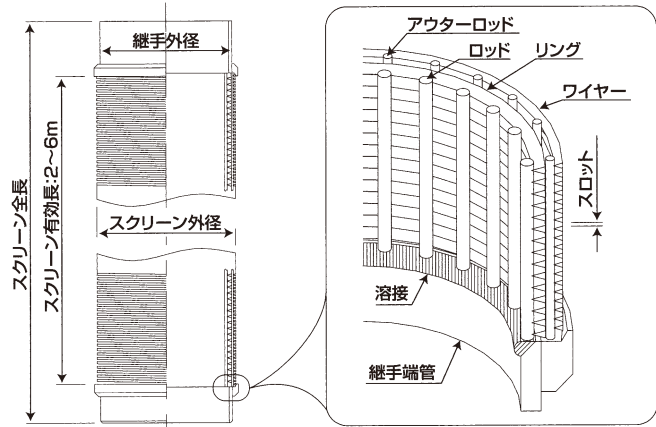 継手外径
スクリーン全長
スクリーン有効長:2〜6m
スクリーン外径
アウターロッド
ロッド
リング
ワイヤー
スロット
溶接
継手端管